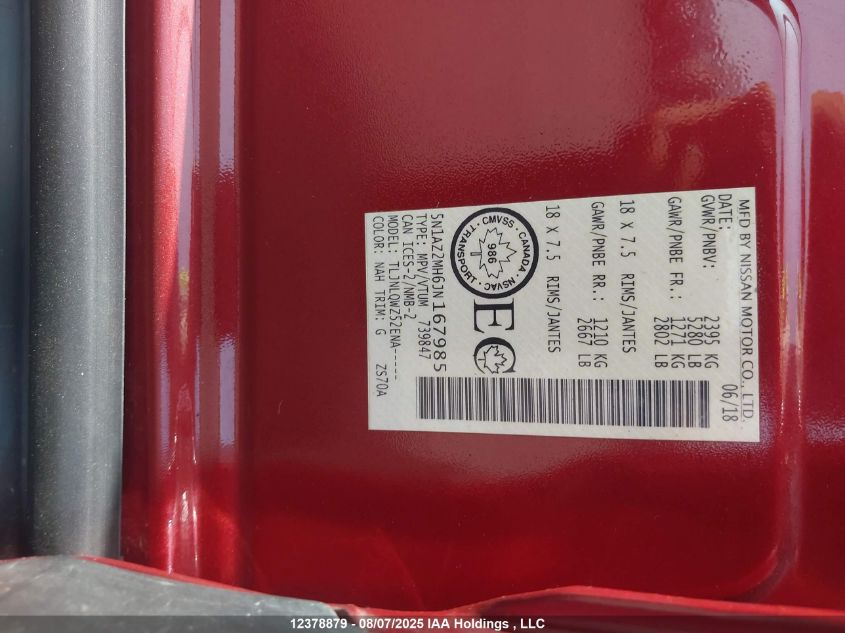 MFD BY NISSAN MOTOR CO., LTD.
DATE: 06/18
GVWR/PNBV: 2395 KG
5280 LB
GAWR/PNBE FR.: 1271 KG
2802 LB
18 X 7.5 RIMS/JANTES
GAWR/PNBE RR.: 1210 KG
2667 LB
18 X 7.5 RIMS/JANTES
CMVSS · CANADA · NSVAC · TRANSPORT ·
986
EC
5N1AZ2MH6JN167985
TYPE: MPV/VTUM 739847
CAN ICES-2/NMB-2
MODEL: TLJNLQWZ52ENA-----
COLOR: NAH TRIM: G ZS70A
12378879 - 08/07/2025 IAA Holdings , LLC